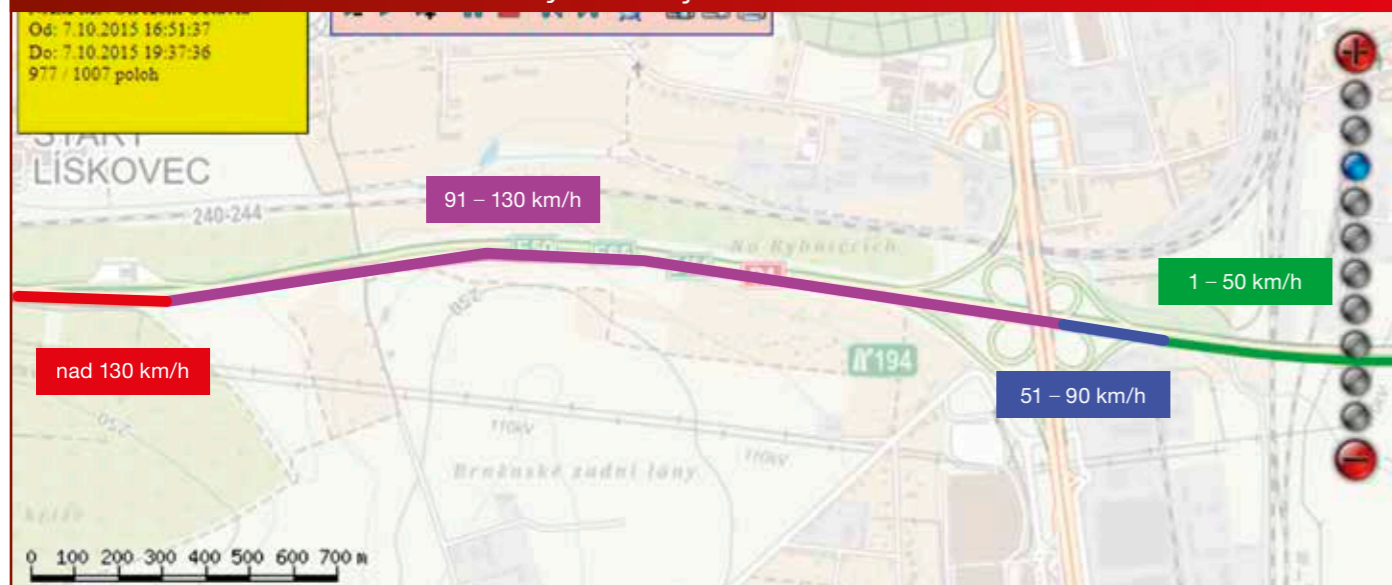 Od: 7.10.2015 16:51:37
Do: 7.10.2015 19:37:36
977 / 1007 poloh
STARÝ
LÍSKOVEC
240-244
91 – 130 km/h
Na Rybníčcích
1 – 50 km/h
258
nad 130 km/h
194
51 – 90 km/h
250
110kV
110kV
Brněnské zadní lány
0 100 200 300 400 500 600 700 m